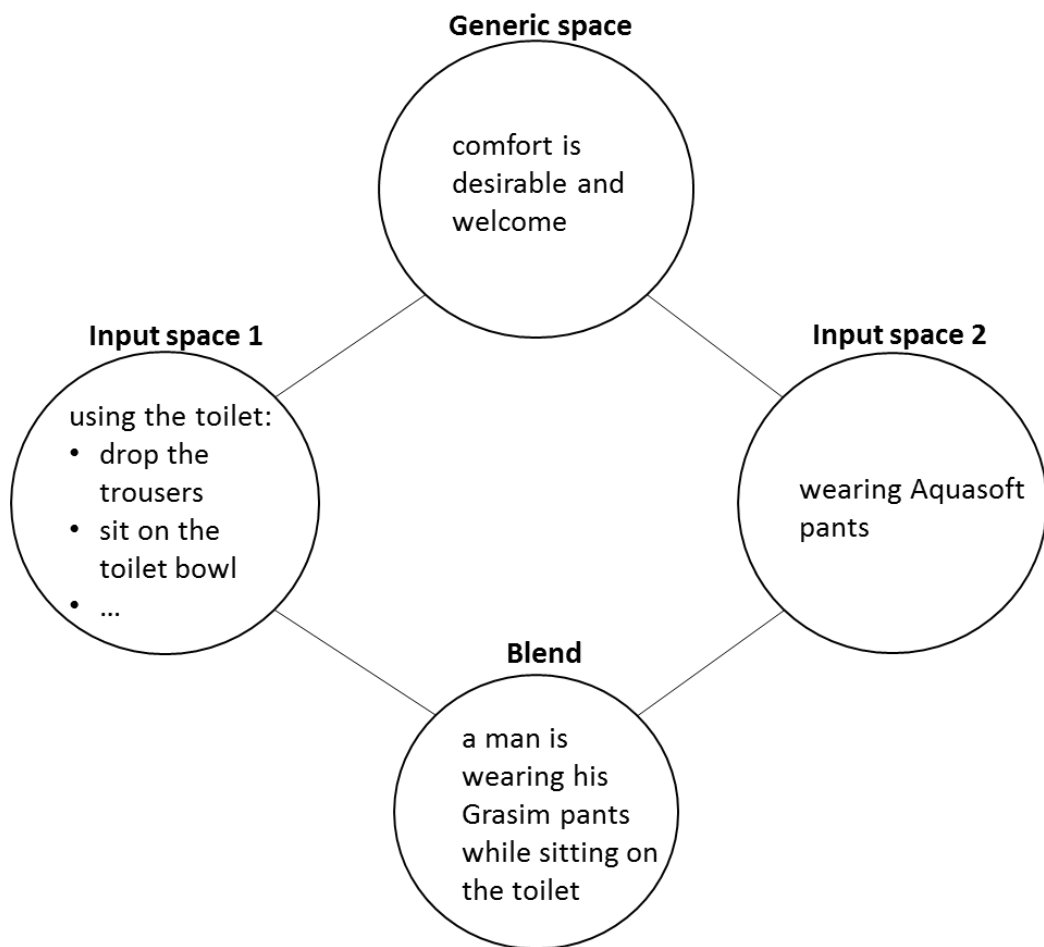 Generic space
comfort is
desirable and
welcome
Input space 1
using the toilet:
• drop the
trousers
• sit on the
toilet bowl
• ...
Input space 2
wearing Aquasoft
pants
Blend
a man is
wearing his
Grasim pants
while sitting on
the toilet